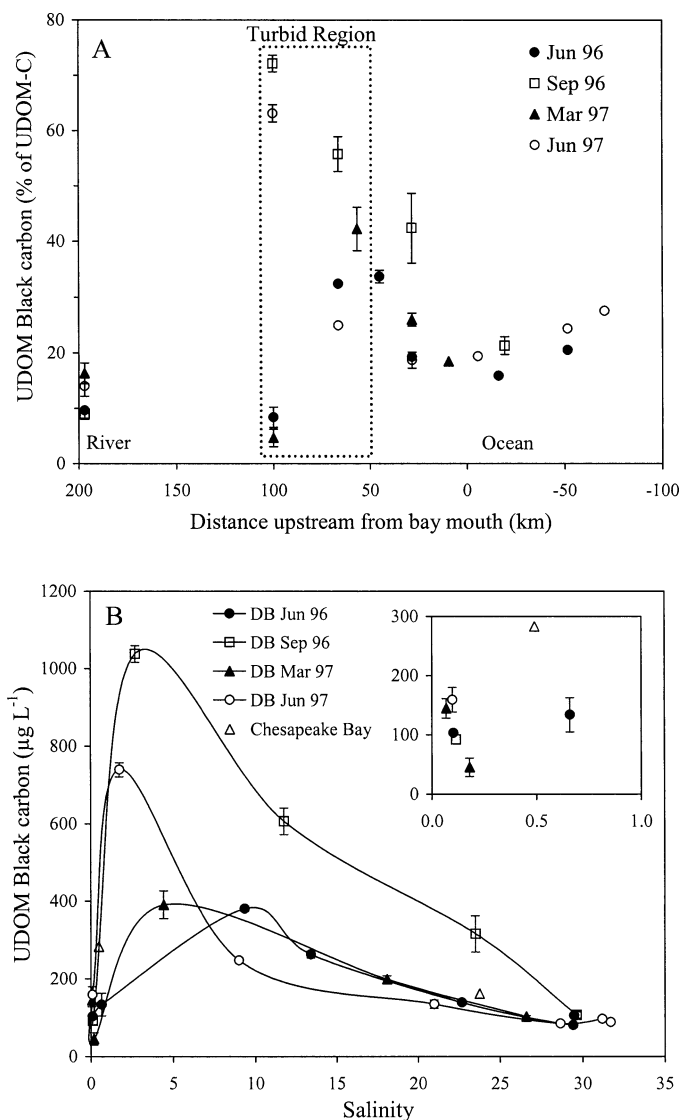 A
Turbid Region
Jun 96
Sep 96
Mar 97
Jun 97
River
Ocean
UDOM Black carbon (% of UDOM-C)
80
60
40
20
0
200 150 100 50 0 -50 -100
Distance upstream from bay mouth (km)
B
DB Jun 96
DB Sep 96
DB Mar 97
DB Jun 97
Chesapeake Bay
300
200
100
0
0.0 0.5 1.0
UDOM Black carbon (µg L⁻¹)
1200
1000
800
600
400
200
0
0 5 10 15 20 25 30 35
Salinity